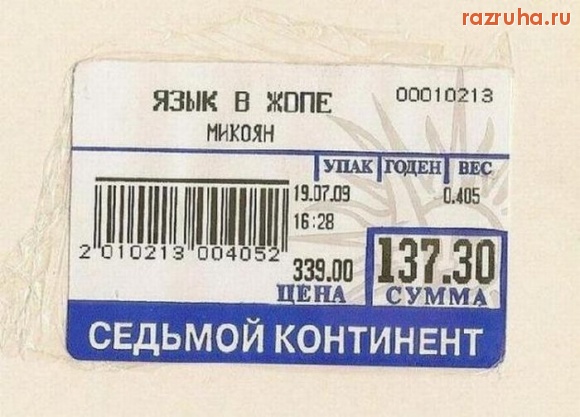 razruha.ru
ЯЗЫК В ЖОПЕ
00010213
МИКОЯН
УПАК ГОДЕН ВЕС
19.07.09
0.405
16:28
2 010213 004052
339.00
137.30
ЦЕНА
СУММА
СЕДЬМОЙ КОНТИНЕНТ